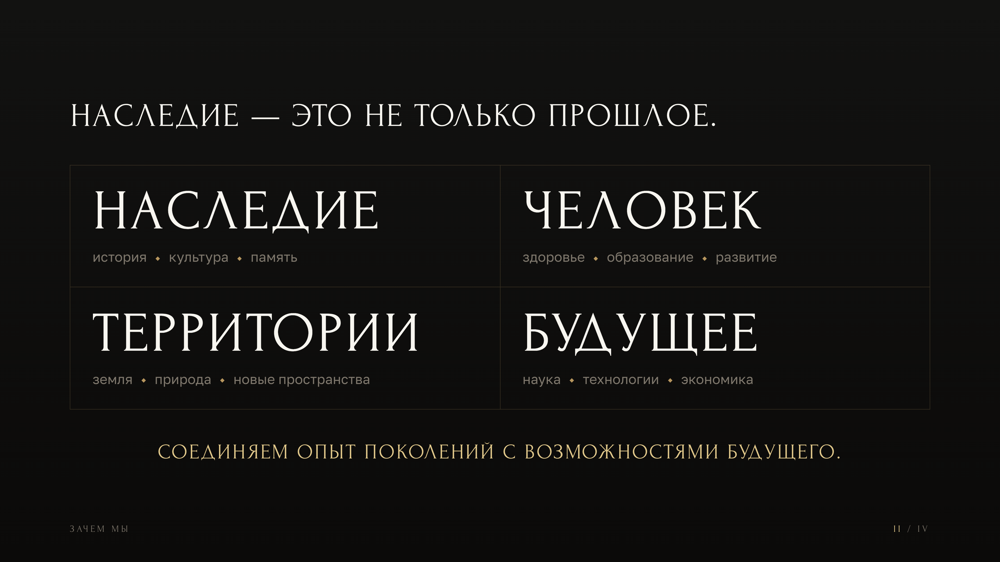 НАСЛЕДИЕ — ЭТО НЕ ТОЛЬКО ПРОШЛОЕ.
НАСЛЕДИЕ
история ◆ культура ◆ память
ЧЕЛОВЕК
здоровье ◆ образование ◆ развитие
ТЕРРИТОРИИ
земля ◆ природа ◆ новые пространства
БУДУЩЕЕ
наука ◆ технологии ◆ экономика
СОЕДИНЯЕМ ОПЫТ ПОКОЛЕНИЙ С ВОЗМОЖНОСТЯМИ БУДУЩЕГО.
ЗАЧЕМ МЫ
II / IV